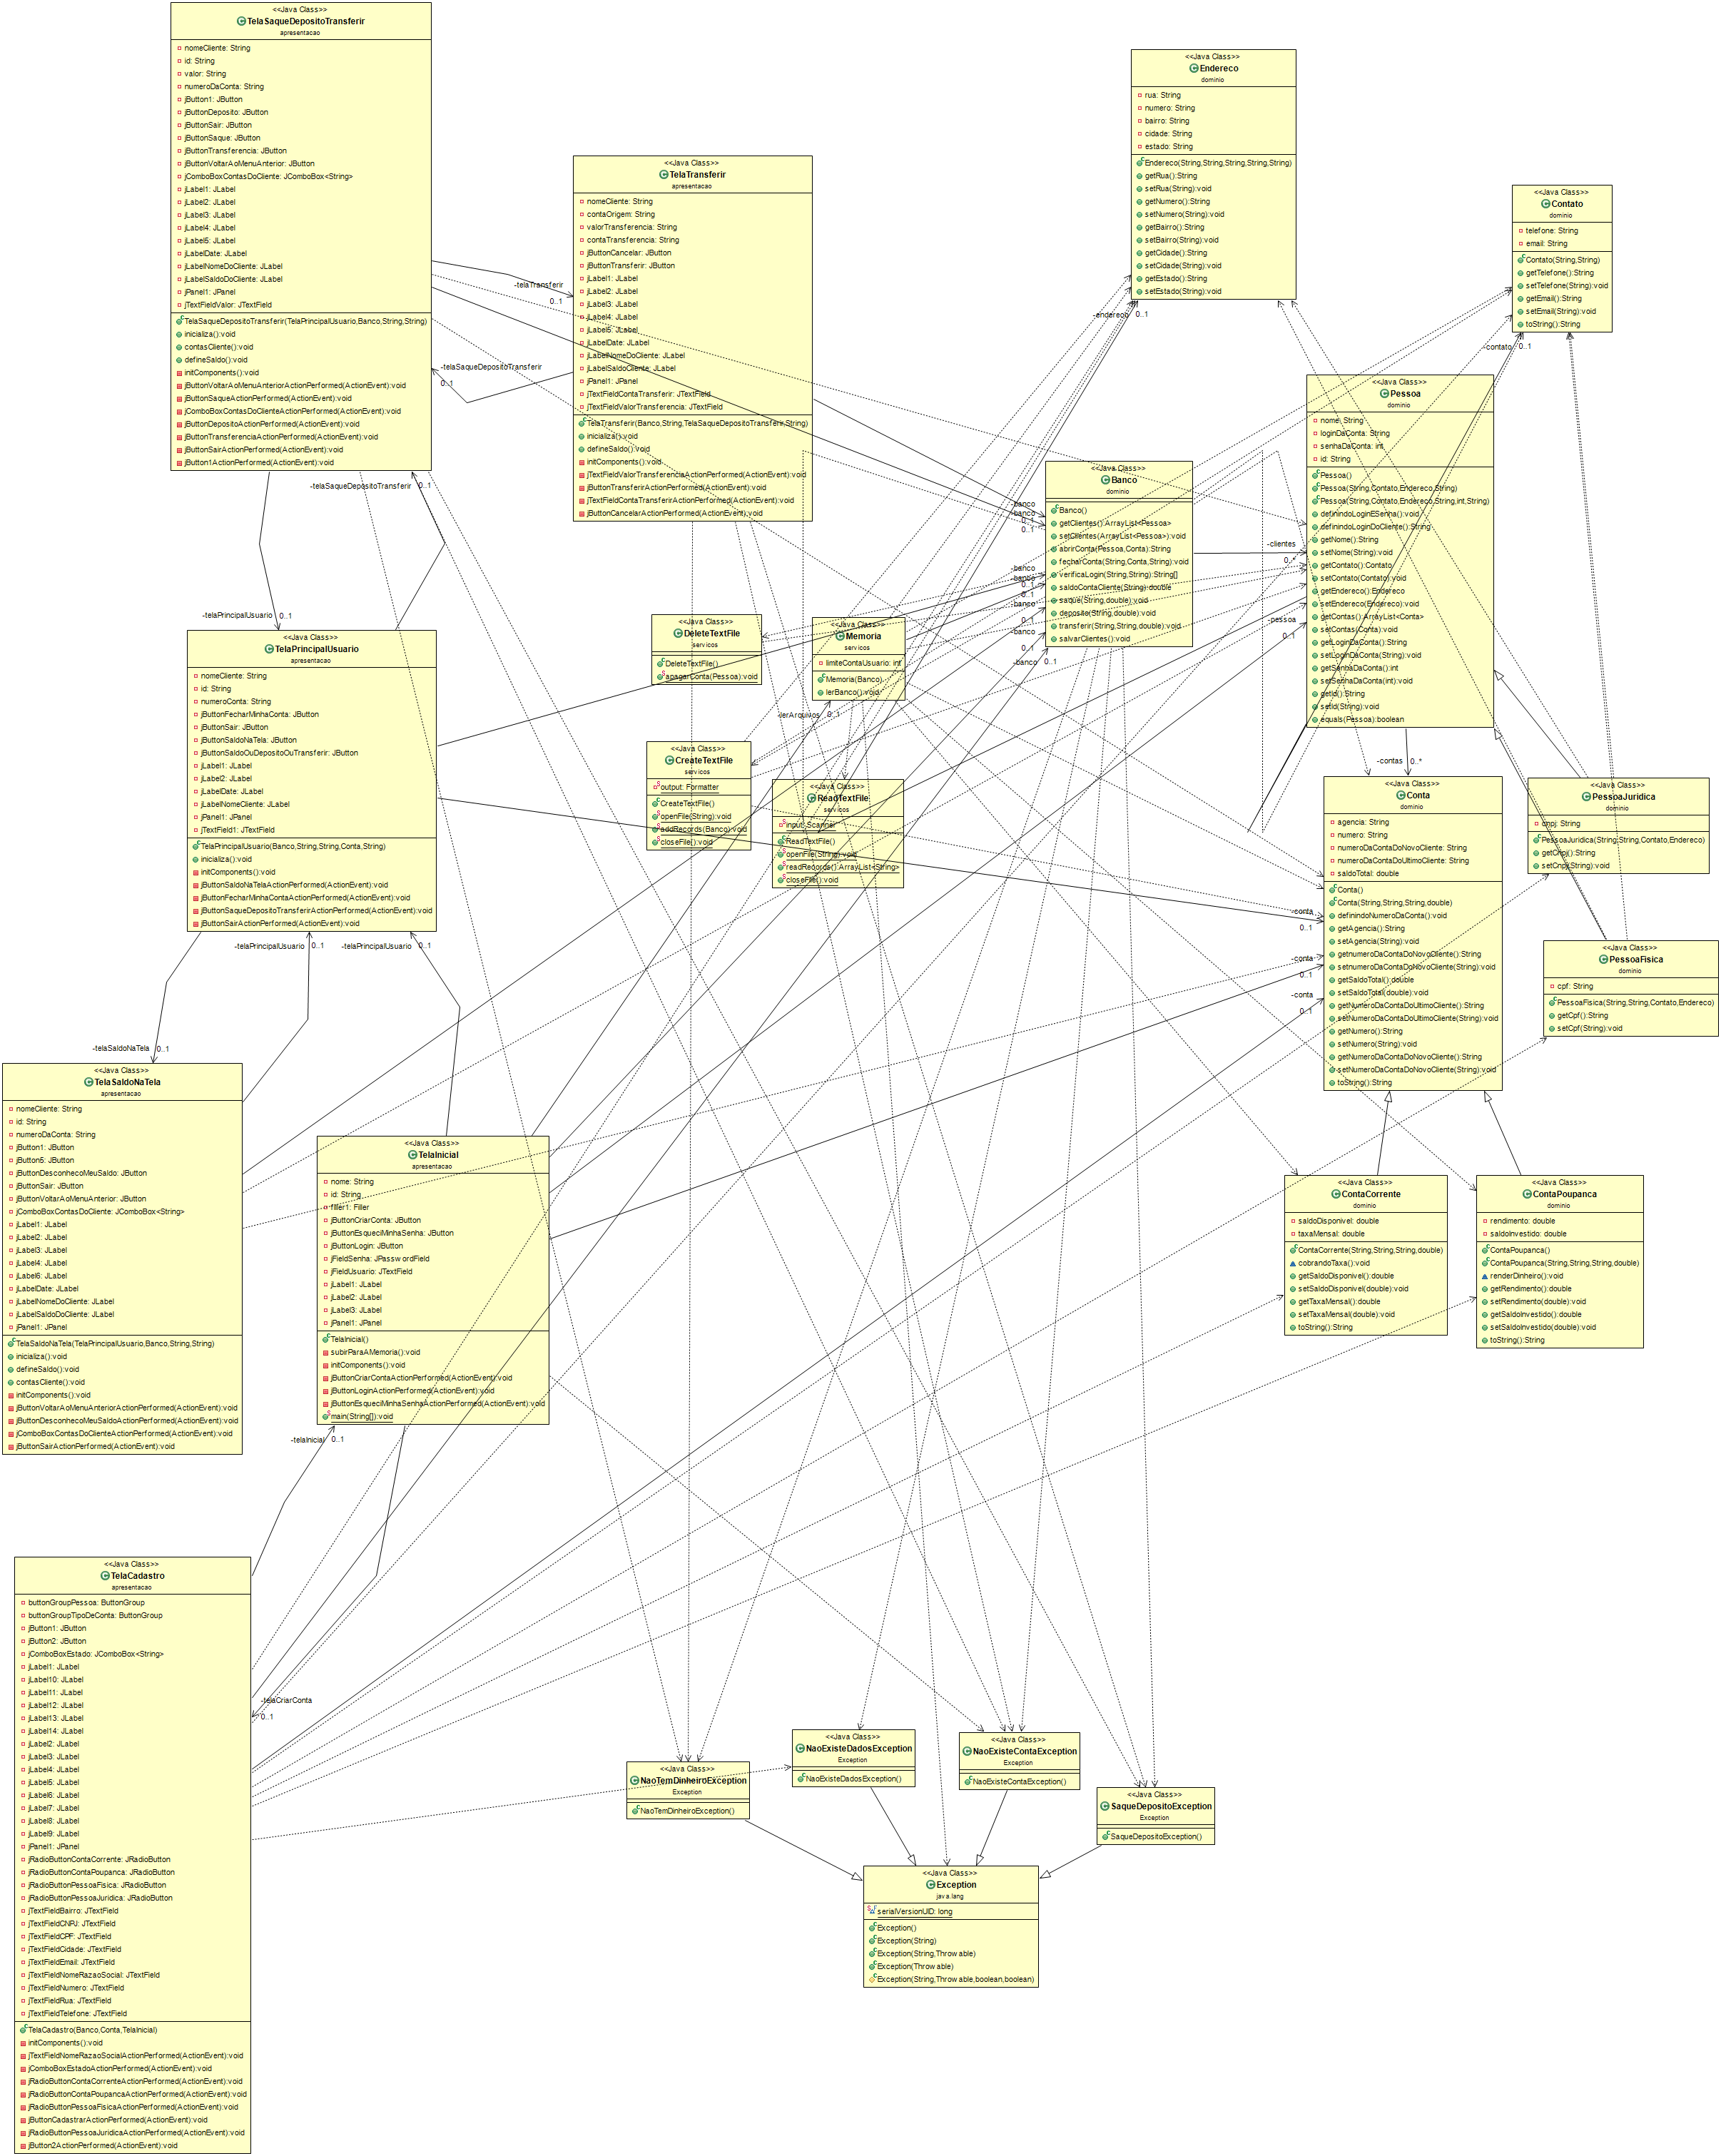 <<Java Class>>
TelaSaqueDepositoTransferir
apresentacao
nomeCliente: String
id: String
valor: String
numeroDaConta: String
jButton1: JButton
jButtonDeposito: JButton
jButtonSair: JButton
jButtonSaque: JButton
jButtonTransferencia: JButton
jButtonVoltarAoMenuAnterior: JButton
jComboBoxContasDoCliente: JComboBox<String>
jLabel1: JLabel
jLabel2: JLabel
jLabel3: JLabel
jLabel4: JLabel
jLabel5: JLabel
jLabelDate: JLabel
jLabelNomeDoCliente: JLabel
jLabelSaldoDoCliente: JLabel
jPanel1: JPanel
jTextFieldValor: JTextField
TelaSaqueDepositoTransferir(TelaPrincipalUsuario,Banco,String,String)
inicializa():void
contasCliente():void
defineSaldo():void
initComponents():void
jButtonVoltarAoMenuAnteriorActionPerformed(ActionEvent):void
jButtonSaqueActionPerformed(ActionEvent):void
jComboBoxContasDoClienteActionPerformed(ActionEvent):void
jButtonDepositoActionPerformed(ActionEvent):void
jButtonTransferenciaActionPerformed(ActionEvent):void
jButtonSairActionPerformed(ActionEvent):void
jButton1ActionPerformed(ActionEvent):void
<<Java Class>>
TelaTransferir
apresentacao
nomeCliente: String
contaOrigem: String
valorTransferencia: String
contaTransferencia: String
jButtonCancelar: JButton
jButtonTransferir: JButton
jLabel1: JLabel
jLabel2: JLabel
jLabel3: JLabel
jLabel4: JLabel
jLabel5: JLabel
jLabelDate: JLabel
jLabelNomeDoCliente: JLabel
jLabelSaldoCliente: JLabel
jPanel1: JPanel
jTextFieldContaTransferir: JTextField
jTextFieldValorTransferencia: JTextField
TelaTransferir(Banco,String,TelaSaqueDepositoTransferir,String)
inicializa():void
defineSaldo():void
initComponents():void
jTextFieldValorTransferenciaActionPerformed(ActionEvent):void
jButtonTransferirActionPerformed(ActionEvent):void
jTextFieldContaTransferirActionPerformed(ActionEvent):void
jButtonCancelarActionPerformed(ActionEvent):void
<<Java Class>>
Endereco
dominio
rua: String
numero: String
bairro: String
cidade: String
estado: String
Endereco(String,String,String,String,String)
getRua():String
setRua(String):void
getNumero():String
setNumero(String):void
getBairro():String
setBairro(String):void
getCidade():String
setCidade(String):void
getEstado():String
setEstado(String):void
<<Java Class>>
Contato
dominio
telefone: String
email: String
Contato(String,String)
getTelefone():String
setTelefone(String):void
getEmail():String
setEmail(String):void
toString():String
<<Java Class>>
Pessoa
dominio
nome: String
loginDaConta: String
senhaDaConta: int
id: String
Pessoa()
Pessoa(String,Contato,Endereco,String)
Pessoa(String,Contato,Endereco,String,int,String)
definindoLoginESenha():void
definindoLoginDoCliente():String
getNome():String
setNome(String):void
getContato():Contato
setContato(Contato):void
getEndereco():Endereco
setEndereco(Endereco):void
getContas():ArrayList<Conta>
setContas(Conta):void
getLoginDaConta():String
setLoginDaConta(String):void
getSenhaDaConta():int
setSenhaDaConta(int):void
getId():String
setId(String):void
equals(Pessoa):boolean
<<Java Class>>
Banco
dominio
Banco()
getClientes():ArrayList<Pessoa>
setClientes(ArrayList<Pessoa>):void
abrirConta(Pessoa,Conta):String
fecharConta(String,Conta,String):void
verificaLogin(String,String):String[]
saldoContaCliente(String):double
saque(String,double):void
deposito(String,double):void
transferir(String,String,double):void
salvarClientes():void
-telaTransferir
0..1
-telaSaqueDepositoTransferir
0..1
-telaSaqueDepositoTransferir
0..1
-endereco
0..1
-contato
0..1
-banco
-banco
0..1
0..1
-banco
-banco
0..1
0..1
-banco
0..1
-banco
0..1
-banco
0..1
-clientes
0..*
-pessoa
0..1
-contas
0..*
-lerArquivos
0..1
<<Java Class>>
DeleteTextFile
servicos
DeleteTextFile()
apagarConta(Pessoa):void
<<Java Class>>
Memoria
servicos
limiteContaUsuario: int
Memoria(Banco)
lerBanco():void
<<Java Class>>
CreateTextFile
servicos
output: Formatter
CreateTextFile()
openFile(String):void
addRecords(Banco):void
closeFile():void
<<Java Class>>
ReadTextFile
servicos
input: Scanner
ReadTextFile()
openFile(String):void
readRecords():ArrayList<String>
closeFile():void
-telaPrincipalUsuario
0..1
<<Java Class>>
TelaPrincipalUsuario
apresentacao
nomeCliente: String
id: String
numeroConta: String
jButtonFecharMinhaConta: JButton
jButtonSair: JButton
jButtonSaldoNaTela: JButton
jButtonSaldoOuDepositoOuTransferir: JButton
jLabel1: JLabel
jLabel2: JLabel
jLabelDate: JLabel
jLabelNomeCliente: JLabel
jPanel1: JPanel
jTextField1: JTextField
TelaPrincipalUsuario(Banco,String,String,Conta,String)
inicializa():void
initComponents():void
jButtonSaldoNaTelaActionPerformed(ActionEvent):void
jButtonFecharMinhaContaActionPerformed(ActionEvent):void
jButtonSaqueDepositoTransferirActionPerformed(ActionEvent):void
jButtonSairActionPerformed(ActionEvent):void
-telaPrincipalUsuario
0..1
-telaPrincipalUsuario
0..1
<<Java Class>>
Conta
dominio
agencia: String
numero: String
numeroDaContaDoNovoCliente: String
numeroDaContaDoUltimoCliente: String
saldoTotal: double
Conta()
Conta(String,String,String,double)
definindoNumeroDaConta():void
getAgencia():String
setAgencia(String):void
getnumeroDaContaDoNovoCliente():String
setnumeroDaContaDoNovoCliente(String):void
getSaldoTotal():double
setSaldoTotal(double):void
getNumeroDaContaDoUltimoCliente():String
setNumeroDaContaDoUltimoCliente(String):void
getNumero():String
setNumero(String):void
getNumeroDaContaDoNovoCliente():String
setNumeroDaContaDoNovoCliente(String):void
toString():String
-conta
0..1
-conta
0..1
-conta
0..1
<<Java Class>>
PessoaJuridica
dominio
cnpj: String
PessoaJuridica(String,String,Contato,Endereco)
getCnpj():String
setCnpj(String):void
<<Java Class>>
PessoaFisica
dominio
cpf: String
PessoaFisica(String,String,Contato,Endereco)
getCpf():String
setCpf(String):void
-telaSaldoNaTela
0..1
<<Java Class>>
TelaSaldoNaTela
apresentacao
nomeCliente: String
id: String
numeroDaConta: String
jButton1: JButton
jButton5: JButton
jButtonDesconhecoMeuSaldo: JButton
jButtonSair: JButton
jButtonVoltarAoMenuAnterior: JButton
jComboBoxContasDoCliente: JComboBox<String>
jLabel1: JLabel
jLabel2: JLabel
jLabel3: JLabel
jLabel4: JLabel
jLabel6: JLabel
jLabelDate: JLabel
jLabelNomeDoCliente: JLabel
jLabelSaldoDoCliente: JLabel
jPanel1: JPanel
TelaSaldoNaTela(TelaPrincipalUsuario,Banco,String,String)
inicializa():void
defineSaldo():void
contasCliente():void
initComponents():void
jButtonVoltarAoMenuAnteriorActionPerformed(ActionEvent):void
jButtonDesconhecoMeuSaldoActionPerformed(ActionEvent):void
jComboBoxContasDoClienteActionPerformed(ActionEvent):void
jButtonSairActionPerformed(ActionEvent):void
<<Java Class>>
TelaInicial
apresentacao
nome: String
id: String
filler1: Filler
jButtonCriarConta: JButton
jButtonEsqueciMinhaSenha: JButton
jButtonLogin: JButton
jFieldSenha: JPasswordField
jFieldUsuario: JTextField
jLabel1: JLabel
jLabel2: JLabel
jLabel3: JLabel
jPanel1: JPanel
TelaInicial()
subirParaAMemoria():void
initComponents():void
jButtonCriarContaActionPerformed(ActionEvent):void
jButtonLoginActionPerformed(ActionEvent):void
jButtonEsqueciMinhaSenhaActionPerformed(ActionEvent):void
main(String[]):void
-telaInicial
0..1
<<Java Class>>
ContaCorrente
dominio
saldoDisponivel: double
taxaMensal: double
ContaCorrente(String,String,String,double)
cobrandoTaxa():void
getSaldoDisponivel():double
setSaldoDisponivel(double):void
getTaxaMensal():double
setTaxaMensal(double):void
toString():String
<<Java Class>>
ContaPoupanca
dominio
rendimento: double
saldoInvestido: double
ContaPoupanca()
ContaPoupanca(String,String,String,double)
renderDinheiro():void
getRendimento():double
setRendimento(double):void
getSaldoInvestido():double
setSaldoInvestido(double):void
toString():String
<<Java Class>>
TelaCadastro
apresentacao
buttonGroupPessoa: ButtonGroup
buttonGroupTipoDeConta: ButtonGroup
jButton1: JButton
jButton2: JButton
jComboBoxEstado: JComboBox<String>
jLabel1: JLabel
jLabel10: JLabel
jLabel11: JLabel
jLabel12: JLabel
jLabel13: JLabel
jLabel14: JLabel
jLabel2: JLabel
jLabel3: JLabel
jLabel4: JLabel
jLabel5: JLabel
jLabel6: JLabel
jLabel7: JLabel
jLabel8: JLabel
jLabel9: JLabel
jPanel1: JPanel
jRadioButtonContaCorrente: JRadioButton
jRadioButtonContaPoupanca: JRadioButton
jRadioButtonPessoaFisica: JRadioButton
jRadioButtonPessoaJuridica: JRadioButton
jTextFieldBairro: JTextField
jTextFieldCNPJ: JTextField
jTextFieldCPF: JTextField
jTextFieldCidade: JTextField
jTextFieldEmail: JTextField
jTextFieldNomeRazaoSocial: JTextField
jTextFieldNumero: JTextField
jTextFieldRua: JTextField
jTextFieldTelefone: JTextField
TelaCadastro(Banco,Conta,TelaInicial)
initComponents():void
jTextFieldNomeRazaoSocialActionPerformed(ActionEvent):void
jComboBoxEstadoActionPerformed(ActionEvent):void
jRadioButtonContaCorrenteActionPerformed(ActionEvent):void
jRadioButtonContaPoupancaActionPerformed(ActionEvent):void
jRadioButtonPessoaFisicaActionPerformed(ActionEvent):void
jButtonCadastrarActionPerformed(ActionEvent):void
jRadioButtonPessoaJuridicaActionPerformed(ActionEvent):void
jButton2ActionPerformed(ActionEvent):void
-telaCriarConta
0..1
<<Java Class>>
NaoTemDinheiroException
Exception
NaoTemDinheiroException()
<<Java Class>>
NaoExisteDadosException
Exception
NaoExisteDadosException()
<<Java Class>>
NaoExisteContaException
Exception
NaoExisteContaException()
<<Java Class>>
SaqueDepositoException
Exception
SaqueDepositoException()
<<Java Class>>
Exception
java.lang
serialVersionUID: long
Exception()
Exception(String)
Exception(String,Throwable)
Exception(Throwable)
Exception(String,Throwable,boolean,boolean)